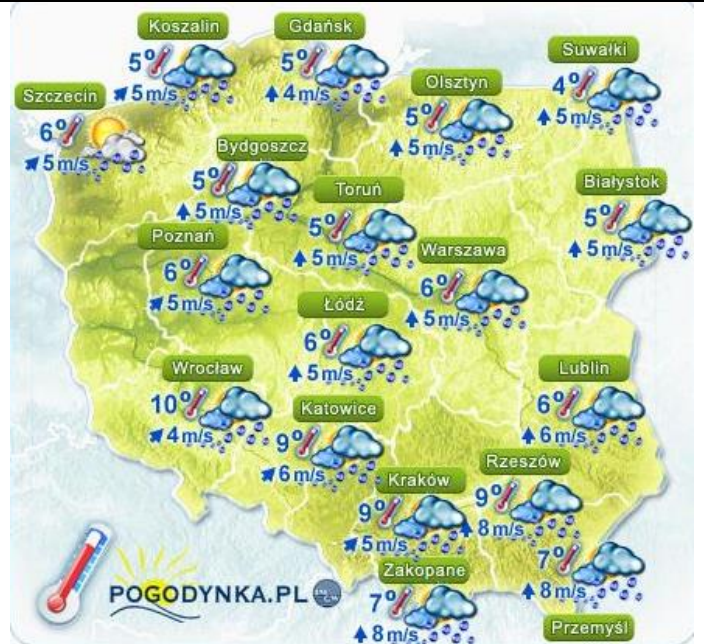 Koszalin
5°
5 m/s
Gdańsk
5°
4 m/s
Suwałki
4°
5 m/s
Szczecin
6°
5 m/s
Olsztyn
5°
5 m/s
Bydgoszcz
5°
5 m/s
Toruń
5°
5 m/s
Białystok
5°
5 m/s
Poznań
6°
5 m/s
Warszawa
6°
5 m/s
Łódź
6°
5 m/s
Wrocław
10°
4 m/s
Katowice
9°
6 m/s
Lublin
6°
6 m/s
Kraków
9°
5 m/s
Rzeszów
9°
8 m/s
Zakopane
7°
8 m/s
7°
8 m/s
Przemyśl
POGODYNKA.PL